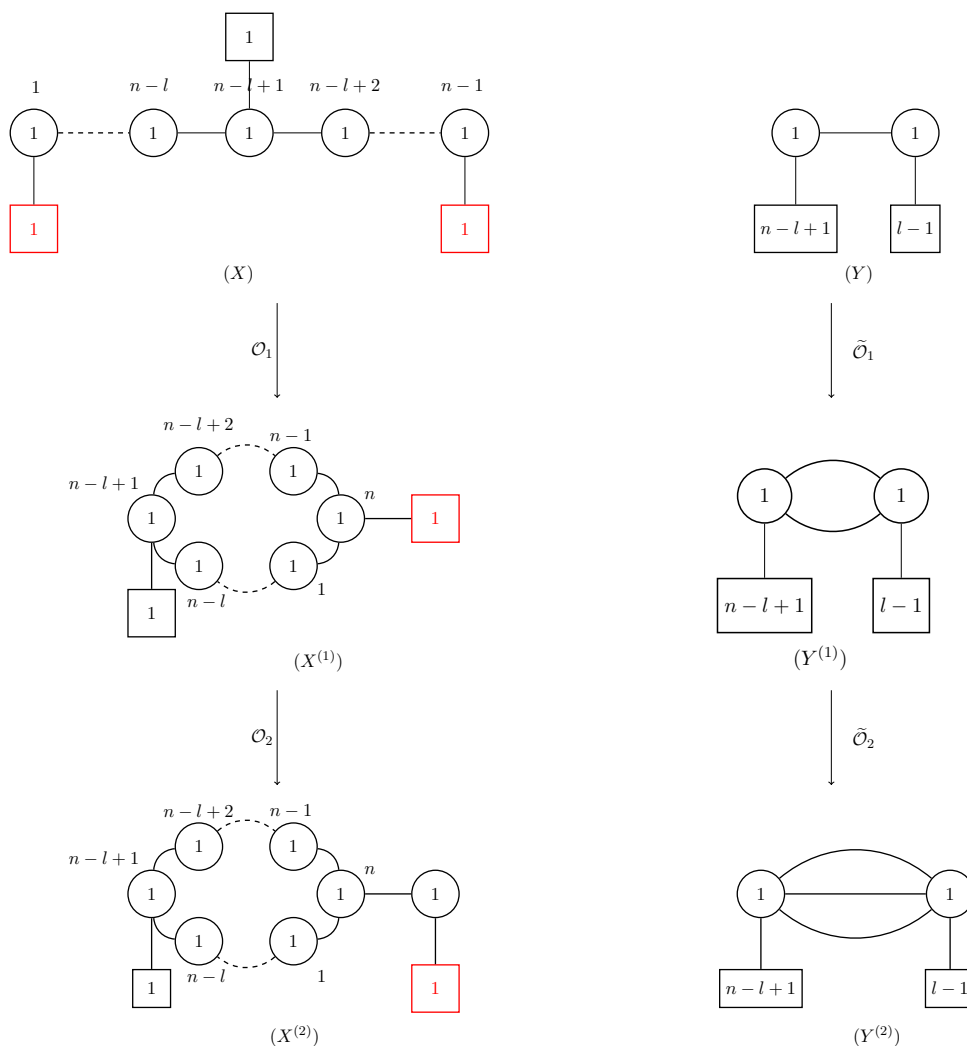 1
1 n − l n − l + 1 n − l + 2 n − 1
1 1 1 1 1 1 1
1 1 n − l + 1 l − 1
(X) (Y)
𝒪₁ 𝒪̃₁
n − l + 2 n − 1
1 1
n − l + 1 n 1 1
1 1 1
1 1
n − l 1
1 n − l + 1 l − 1
(X⁽¹⁾) (Y⁽¹⁾)
𝒪₂ 𝒪̃₂
n − l + 2 n − 1
1 1
n − l + 1 n
1 1 1 1 1
1 1
n − l 1
1 1 n − l + 1 l − 1
(X⁽²⁾) (Y⁽²⁾)